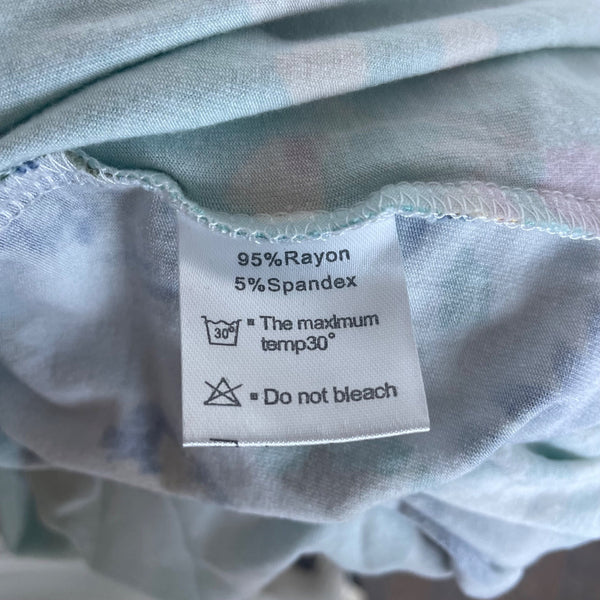 95%Rayon
5%Spandex
30° ▪ The maximum
temp30°
▪ Do not bleach